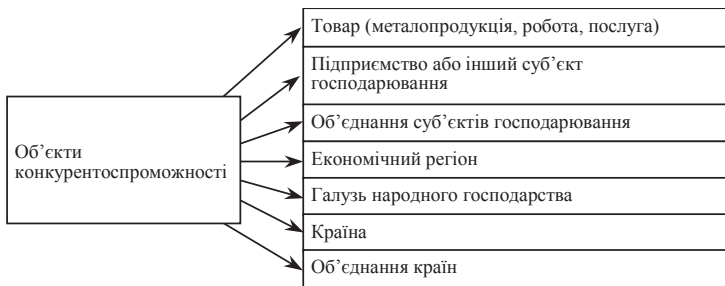 Об’єкти
конкурентоспроможності
Товар (металопродукція, робота, послуга)
Підприємство або інший суб’єкт
господарювання
Об’єднання суб’єктів господарювання
Економічний регіон
Галузь народного господарства
Країна
Об’єднання країн